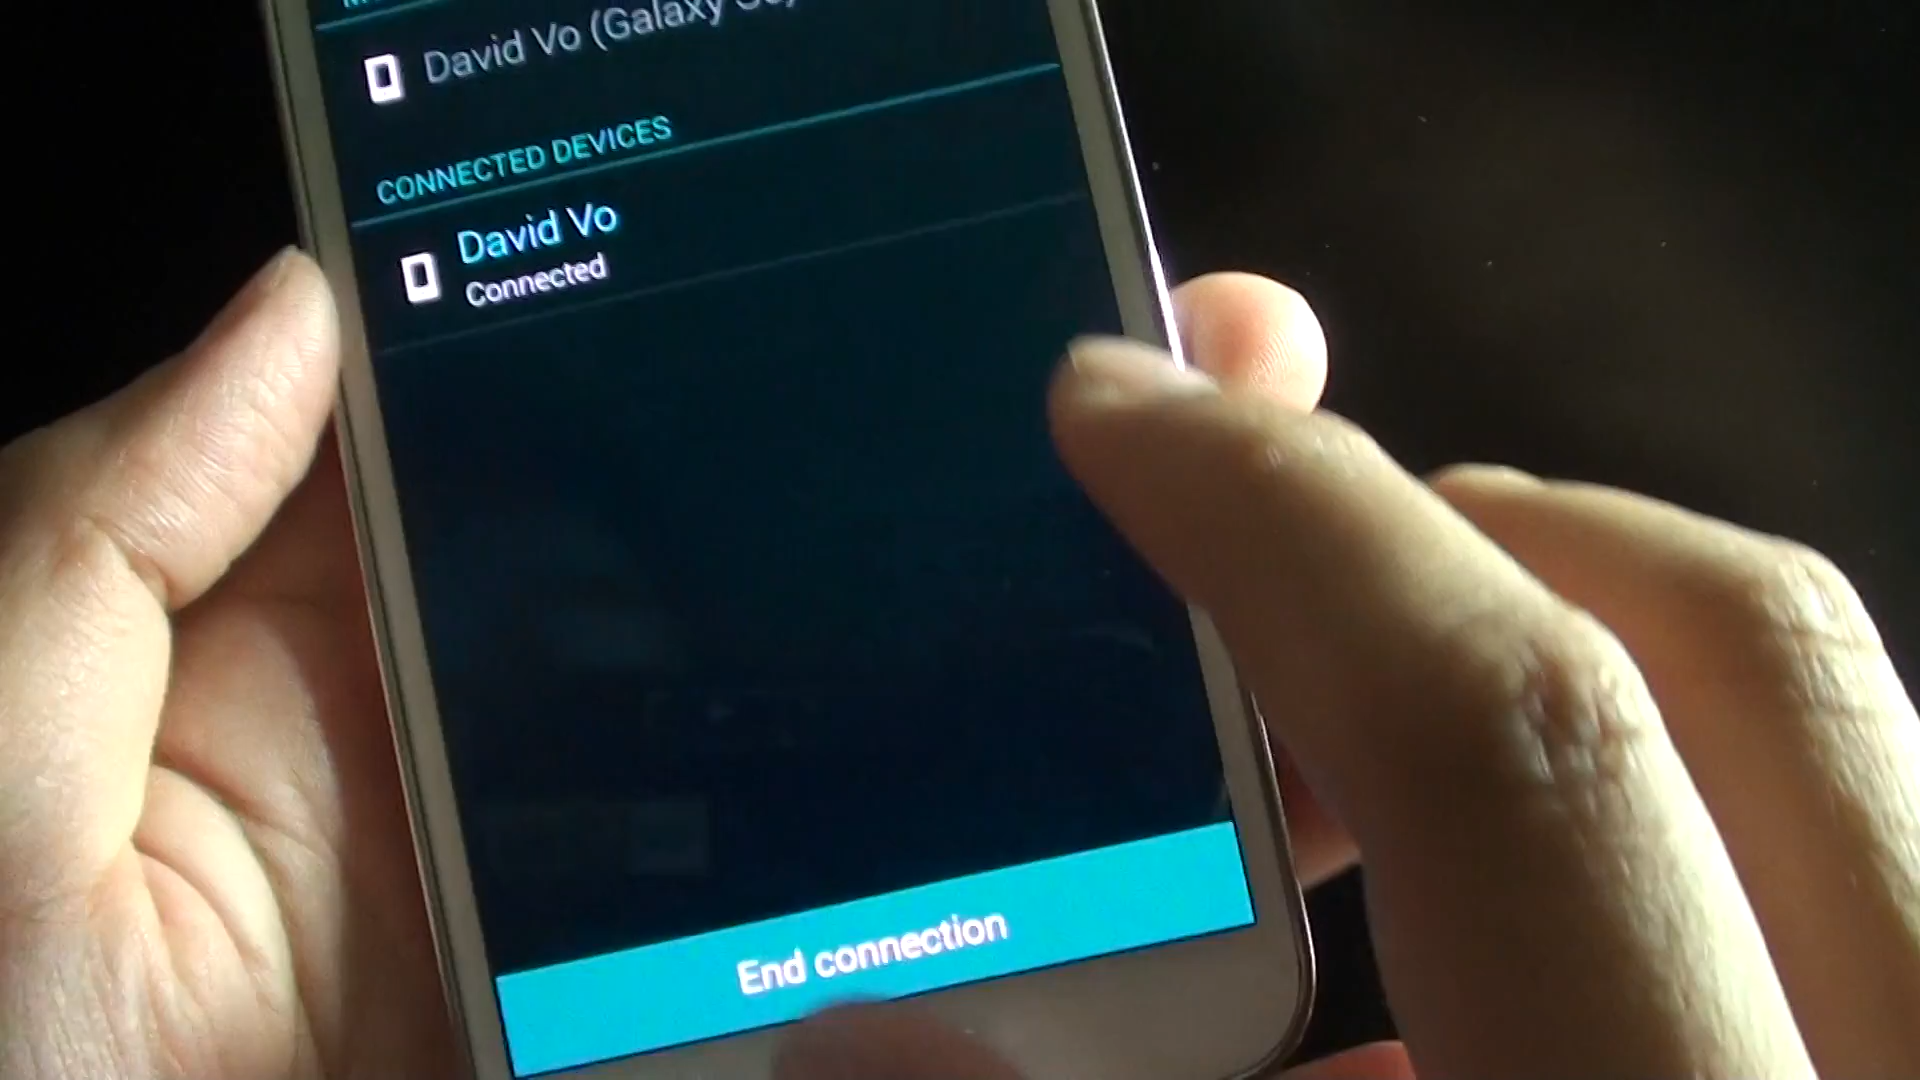 David Vo (Galaxy
CONNECTED DEVICES
David Vo
Connected
End connection